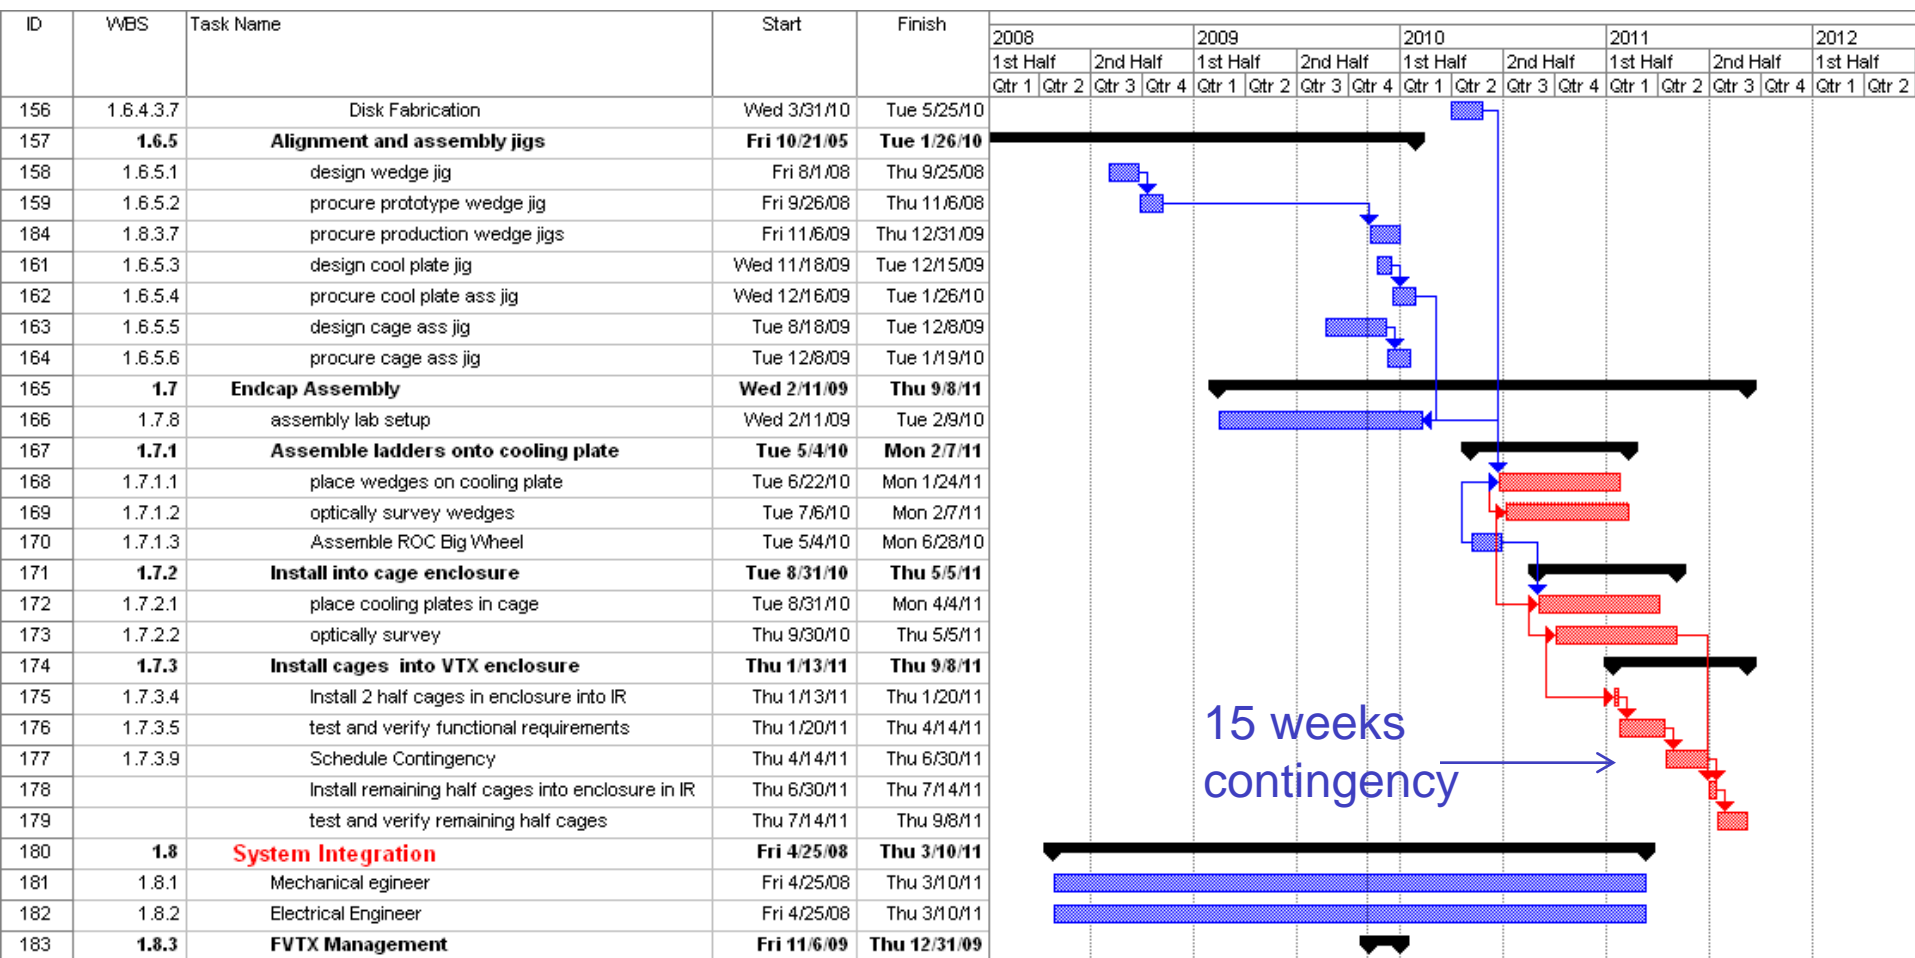 ID WBS Task Name Start Finish
2008 2009 2010 2011 2012
1st Half 2nd Half 1st Half 2nd Half 1st Half 2nd Half 1st Half 2nd Half 1st Half
Qtr 1 Qtr 2 Qtr 3 Qtr 4 Qtr 1 Qtr 2 Qtr 3 Qtr 4 Qtr 1 Qtr 2 Qtr 3 Qtr 4 Qtr 1 Qtr 2 Qtr 3 Qtr 4 Qtr 1 Qtr 2
156 1.6.4.3.7 Disk Fabrication Wed 3/31/10 Tue 5/25/10
157 1.6.5 Alignment and assembly jigs Fri 10/21/05 Tue 1/26/10
158 1.6.5.1 design wedge jig Fri 8/1/08 Thu 9/25/08
159 1.6.5.2 procure prototype wedge jig Fri 9/26/08 Thu 11/6/08
184 1.8.3.7 procure production wedge jigs Fri 11/6/09 Thu 12/31/09
161 1.6.5.3 design cool plate jig Wed 11/18/09 Tue 12/15/09
162 1.6.5.4 procure cool plate ass jig Wed 12/16/09 Tue 1/26/10
163 1.6.5.5 design cage ass jig Tue 8/18/09 Tue 12/8/09
164 1.6.5.6 procure cage ass jig Tue 12/8/09 Tue 1/19/10
165 1.7 Endcap Assembly Wed 2/11/09 Thu 9/8/11
166 1.7.8 assembly lab setup Wed 2/11/09 Tue 2/9/10
167 1.7.1 Assemble ladders onto cooling plate Tue 5/4/10 Mon 2/7/11
168 1.7.1.1 place wedges on cooling plate Tue 6/22/10 Mon 1/24/11
169 1.7.1.2 optically survey wedges Tue 7/6/10 Mon 2/7/11
170 1.7.1.3 Assemble ROC Big Wheel Tue 5/4/10 Mon 6/28/10
171 1.7.2 Install into cage enclosure Tue 8/31/10 Thu 5/5/11
172 1.7.2.1 place cooling plates in cage Tue 8/31/10 Mon 4/4/11
173 1.7.2.2 optically survey Thu 9/30/10 Thu 5/5/11
174 1.7.3 Install cages into VTX enclosure Thu 1/13/11 Thu 9/8/11
175 1.7.3.4 Install 2 half cages in enclosure into IR Thu 1/13/11 Thu 1/20/11
176 1.7.3.5 test and verify functional requirements Thu 1/20/11 Thu 4/14/11
177 1.7.3.9 Schedule Contingency Thu 4/14/11 Thu 6/30/11
178 Install remaining half cages into enclosure in IR Thu 6/30/11 Thu 7/14/11
179 test and verify remaining half cages Thu 7/14/11 Thu 9/8/11
180 1.8 System Integration Fri 4/25/08 Thu 3/10/11
181 1.8.1 Mechanical egineer Fri 4/25/08 Thu 3/10/11
182 1.8.2 Electrical Engineer Fri 4/25/08 Thu 3/10/11
183 1.8.3 FVTX Management Fri 11/6/09 Thu 12/31/09
15 weeks
contingency